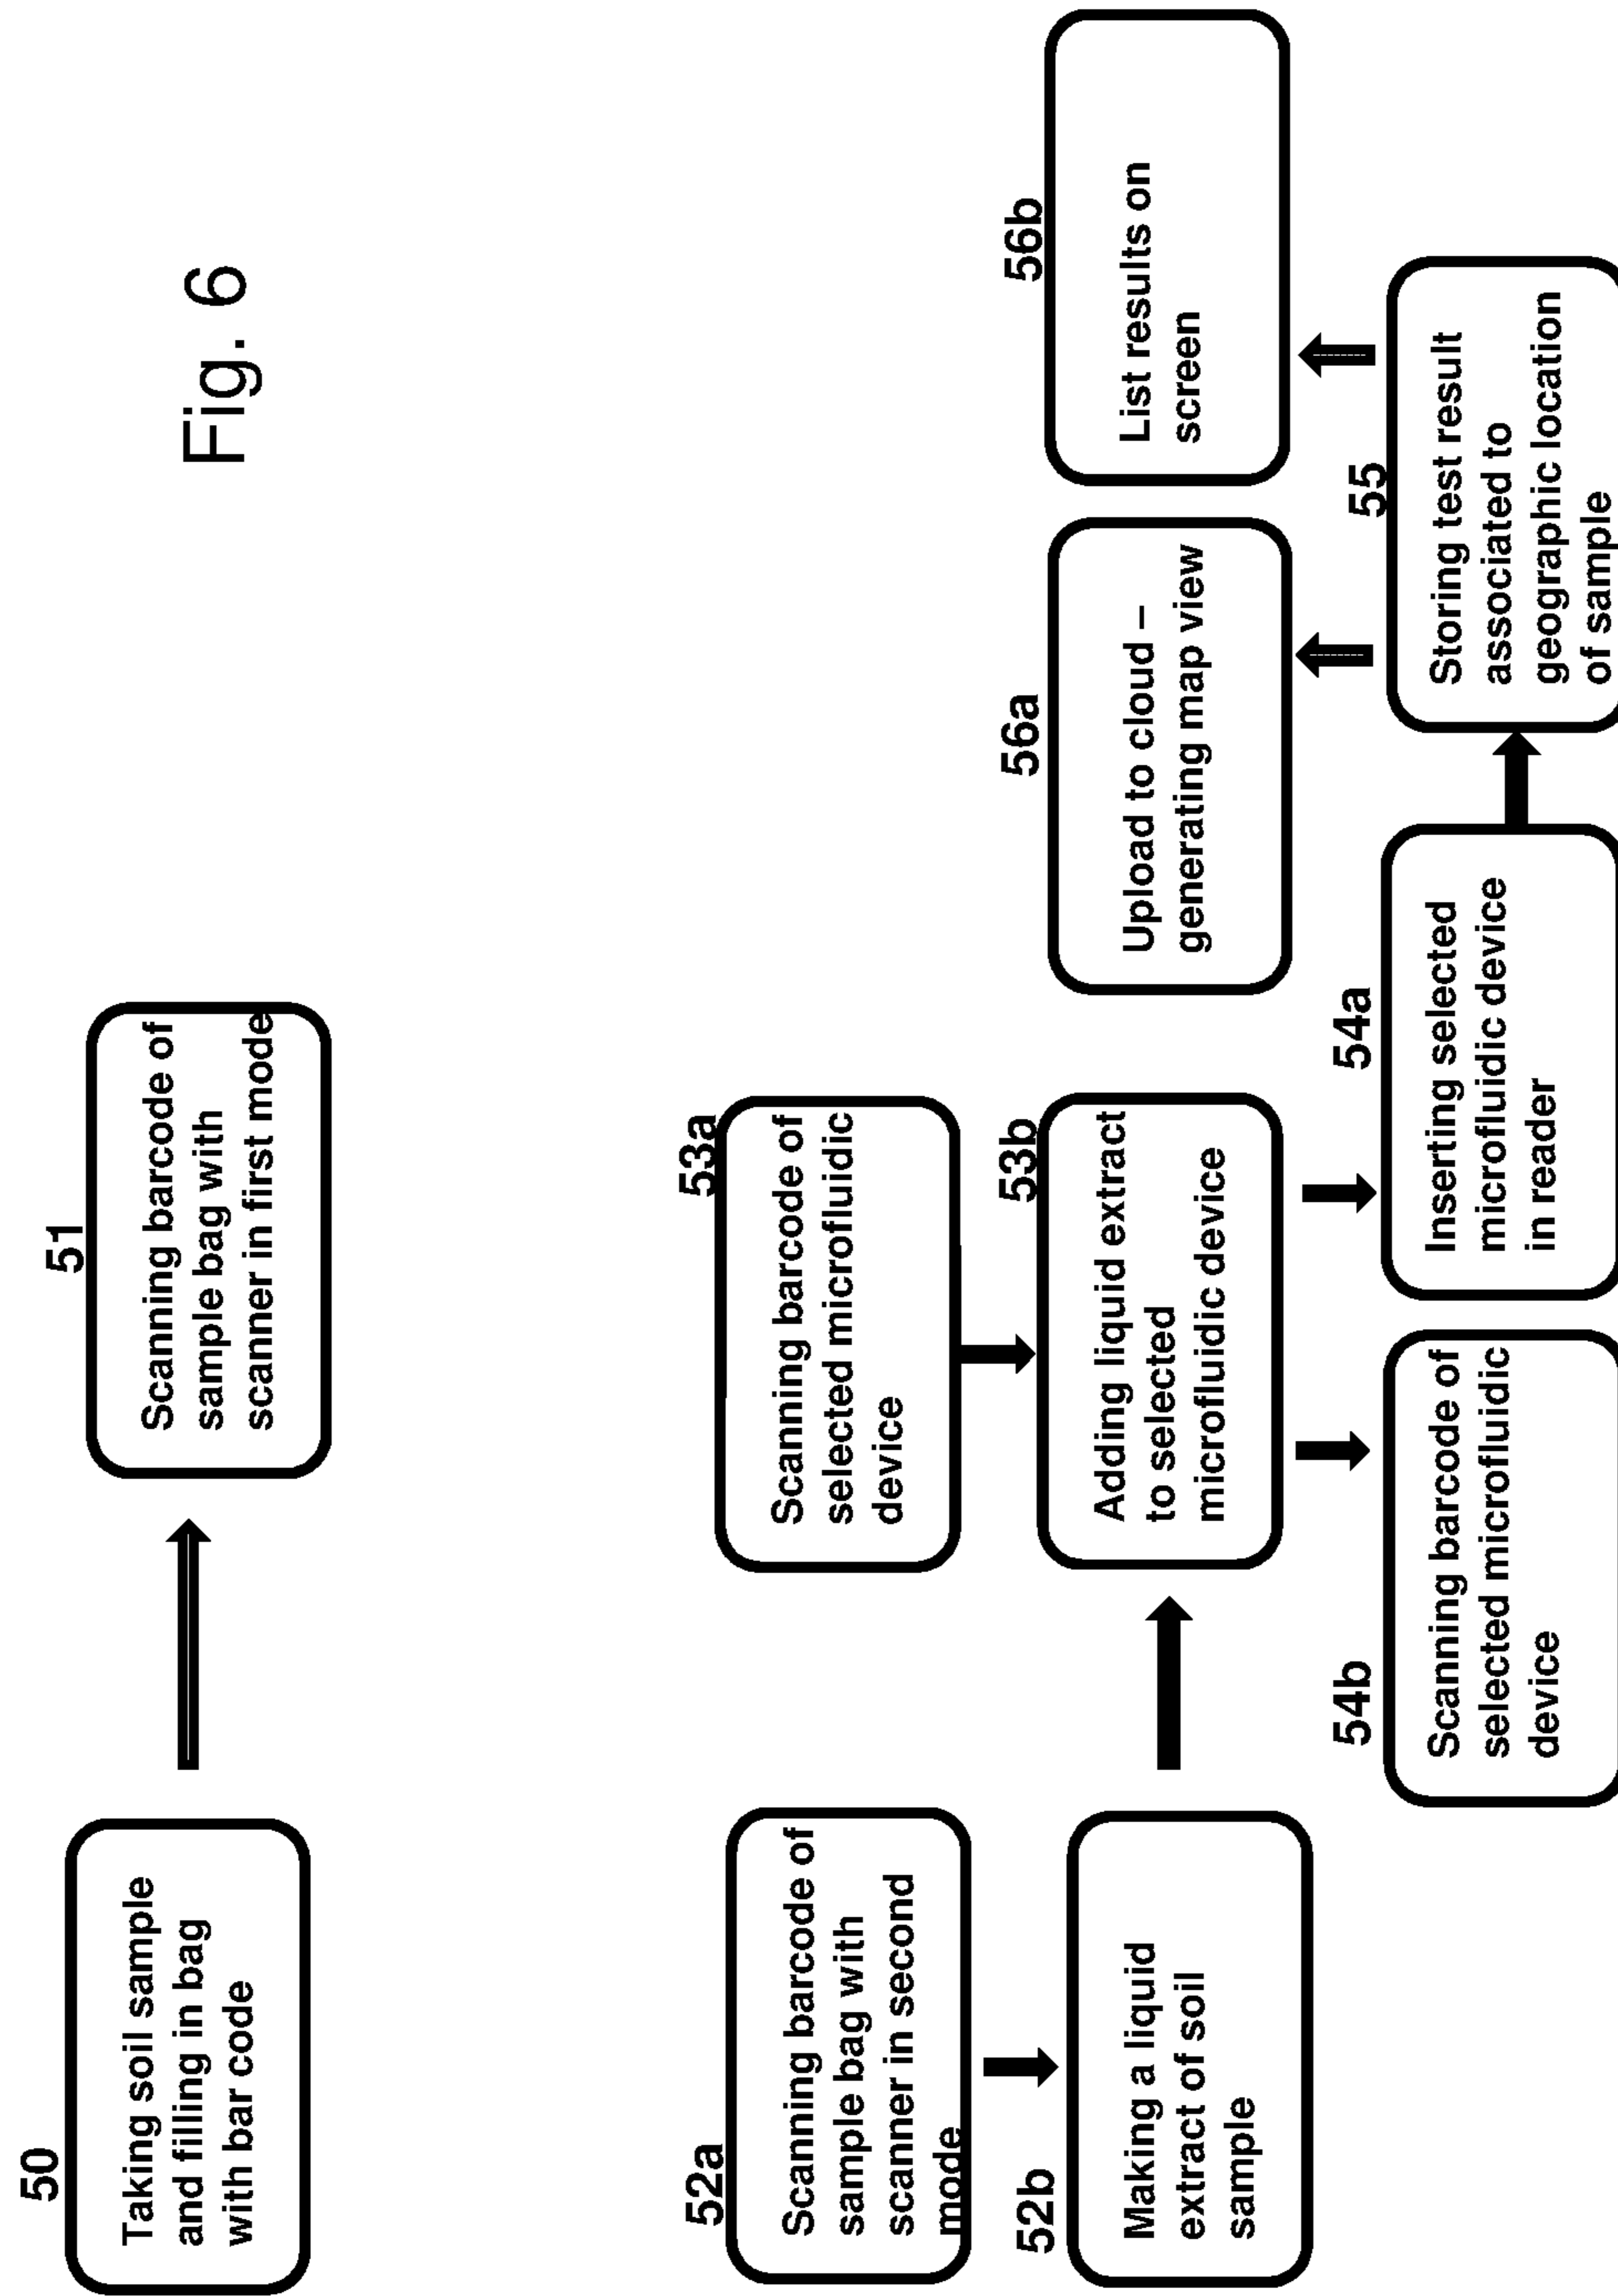 Fig. 6
50
Taking soil sample
and filling in bag
with bar code
51
Scanning barcode of
sample bag with
scanner in first mode
52a
Scanning barcode of
sample bag with
scanner in second
mode
52b
Making a liquid
extract of soil
sample
53a
Scanning barcode of
selected microfluidic
device
53b
Adding liquid extract
to selected
microfluidic device
54b
Scanning barcode of
selected microfluidic
device
54a
Inserting selected
microfluidic device
in reader
55
Storing test result
associated to
geographic location
of sample
56a
Upload to cloud –
generating map view
56b
List results on
screen